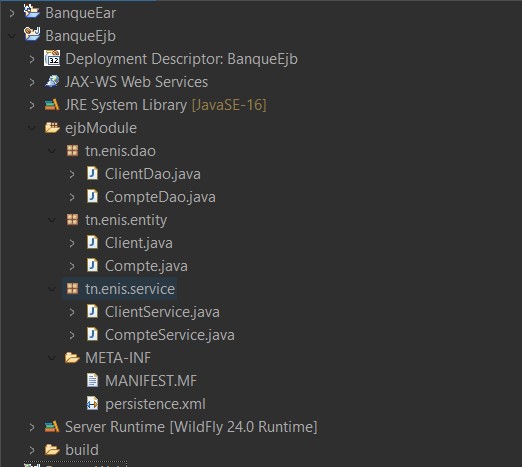 BanqueEar
BanqueEjb
Deployment Descriptor: BanqueEjb
JAX-WS Web Services
JRE System Library [JavaSE-16]
ejbModule
tn.enis.dao
ClientDao.java
CompteDao.java
tn.enis.entity
Client.java
Compte.java
tn.enis.service
ClientService.java
CompteService.java
META-INF
MANIFEST.MF
persistence.xml
Server Runtime [WildFly 24.0 Runtime]
build